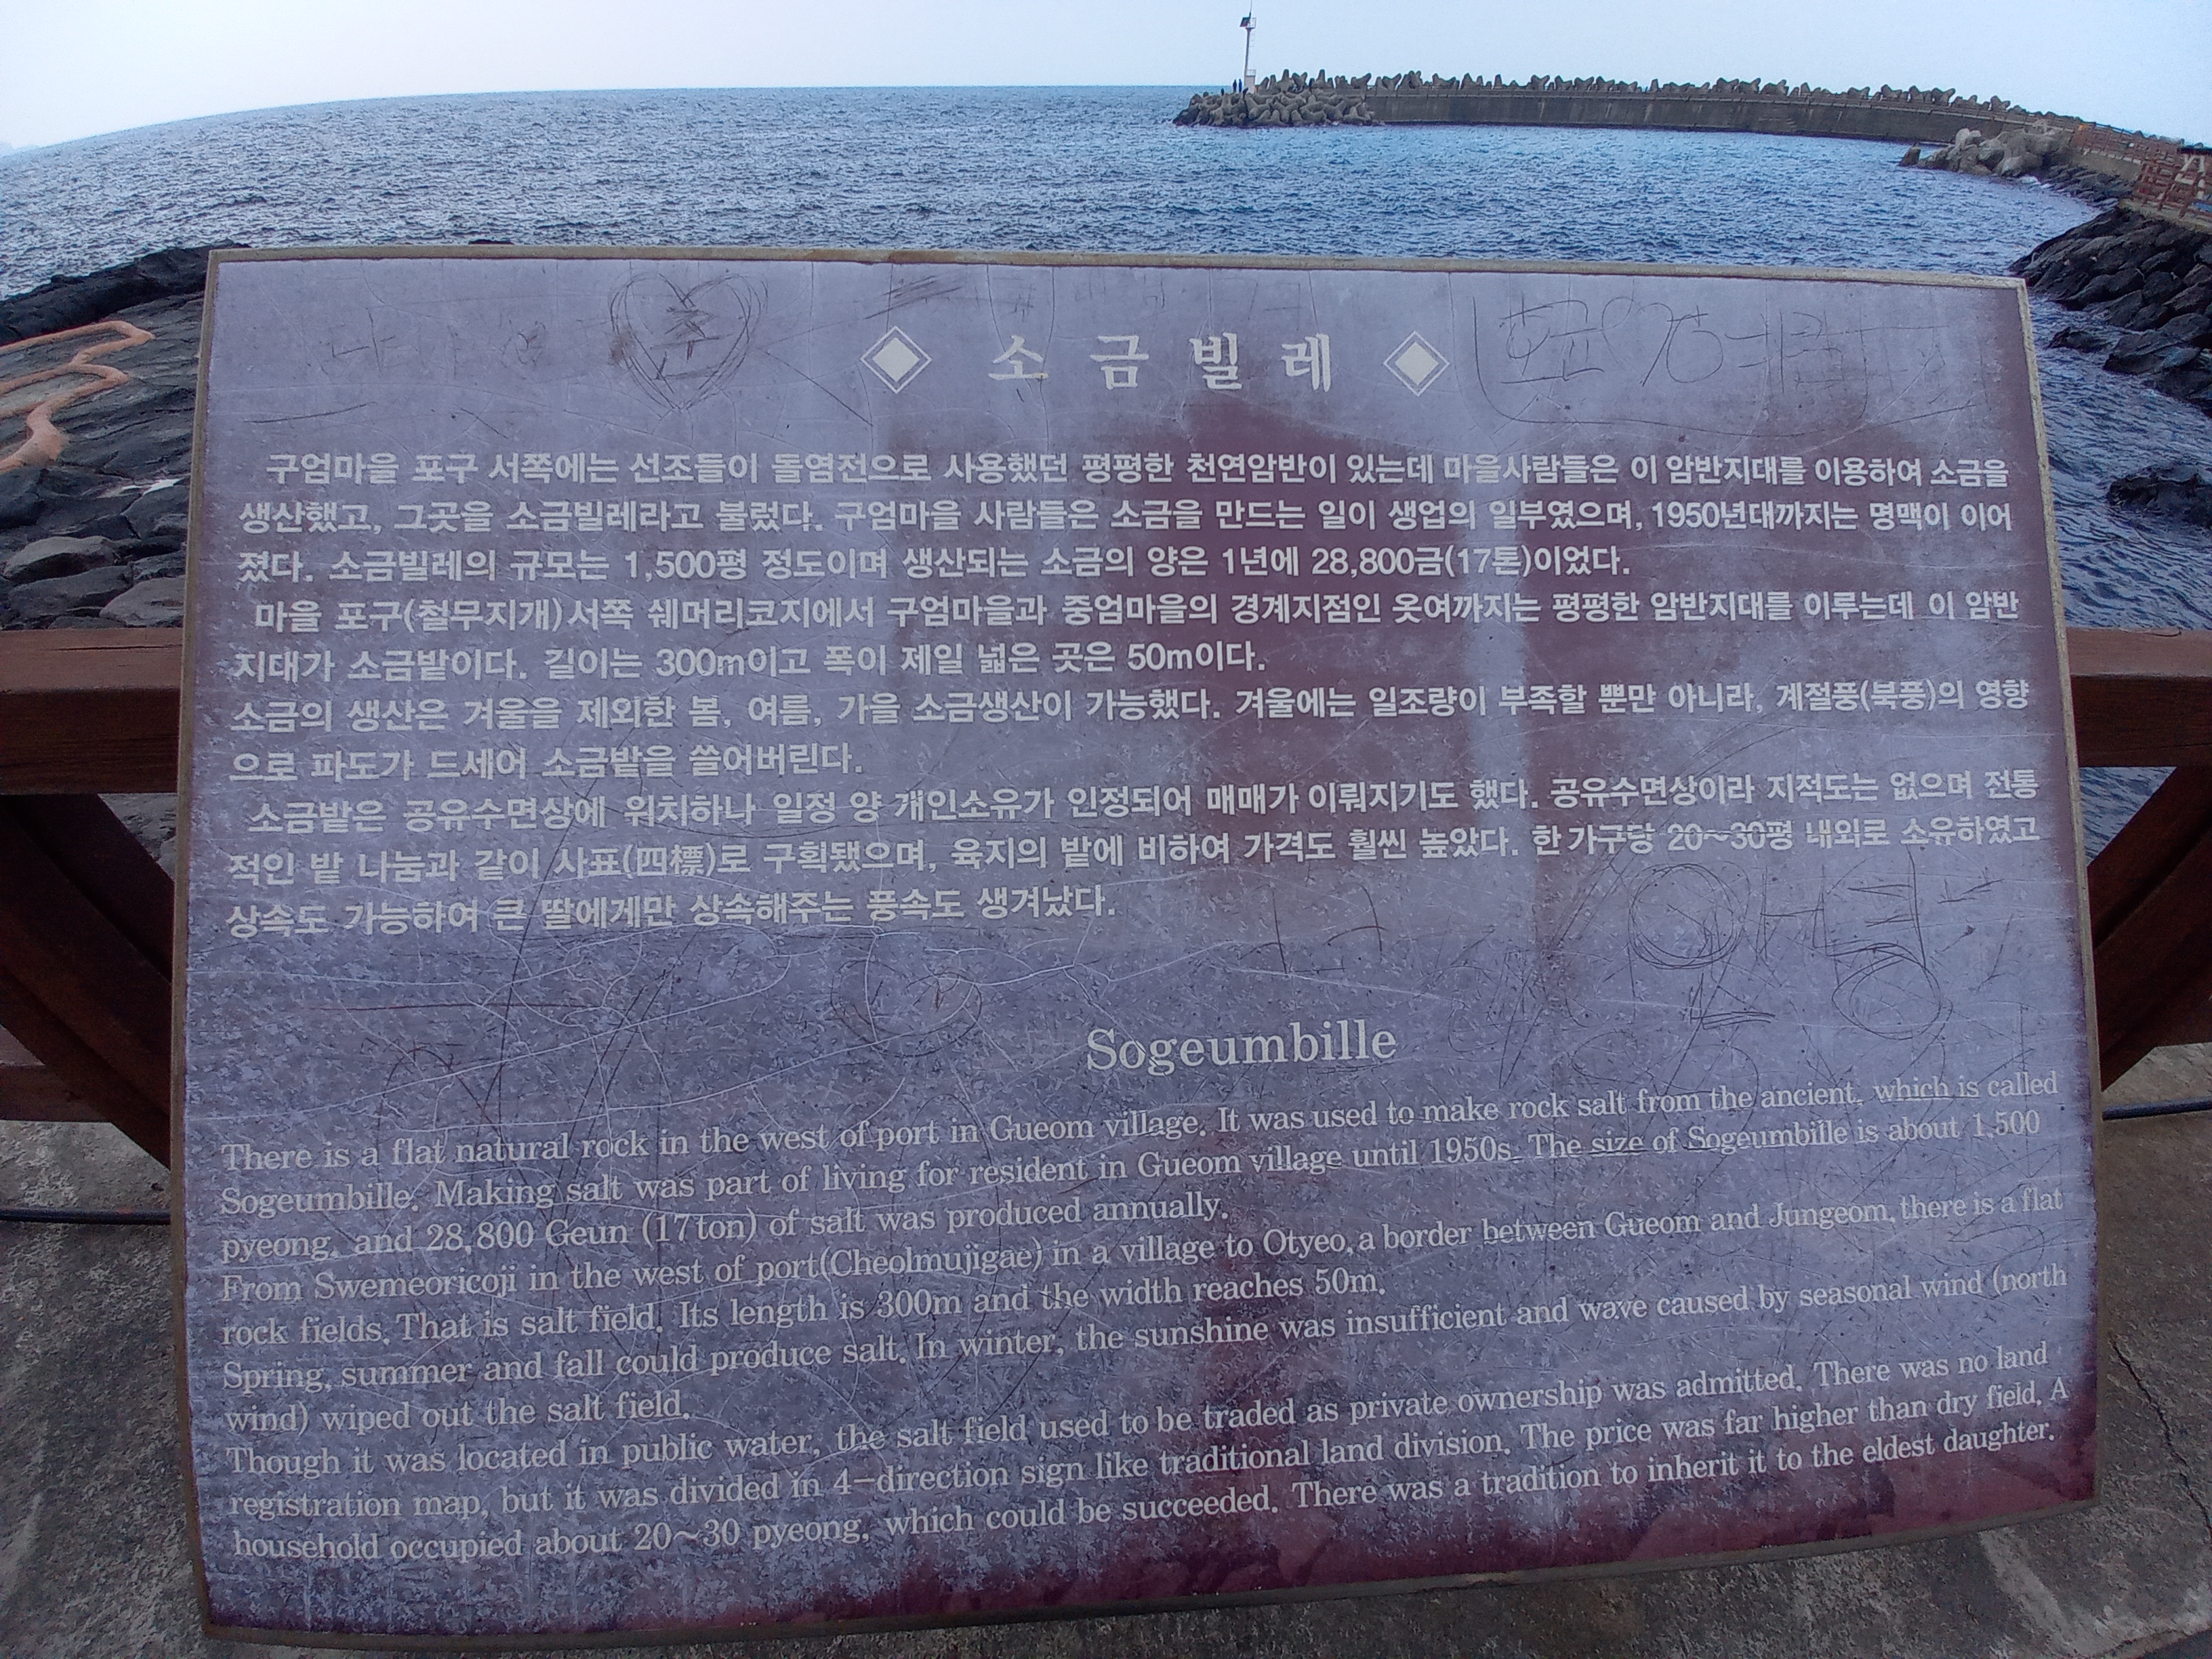 소금빌레
구엄마을 포구 서쪽에는 선조들이 돌염전으로 사용했던 평평한 천연암반이 있는데 마을사람들은 이 암반지대를 이용하여 소금을
생산했고, 그곳을 소금빌레라고 불렀다. 구엄마을 사람들은 소금을 만드는 일이 생업의 일부였으며, 1950년대까지는 명맥이 이어
졌다. 소금빌레의 규모는 1,500평 정도이며 생산되는 소금의 양은 1년에 28,800금(17톤)이었다.
마을 포구(철무지개)서쪽 쉐머리코지에서 구엄마을과 중엄마을의 경계지점인 옷여까지는 평평한 암반지대를 이루는데 이 암반
지대가 소금밭이다. 길이는 300m이고 폭이 제일 넓은 곳은 50m이다.
소금의 생산은 겨울을 제외한 봄, 여름, 가을 소금생산이 가능했다. 겨울에는 일조량이 부족할 뿐만 아니라, 계절풍(북풍)의 영향
으로 파도가 드세어 소금밭을 쓸어버린다.
소금밭은 공유수면상에 위치하나 일정 양 개인소유가 인정되어 매매가 이뤄지기도 했다. 공유수면상이라 지적도는 없으며 전통
적인 밭 나눔과 같이 사표(四標)로 구획됐으며, 육지의 밭에 비하여 가격도 훨씬 높았다. 한 가구당 20~30평 내외로 소유하였고
상속도 가능하여 큰 딸에게만 상속해주는 풍속도 생겨났다.
Sogeumbille
There is a flat natural rock in the west of port in Gueom village. It was used to make rock salt from the ancient, which is called
Sogeumbille. Making salt was part of living for resident in Gueom village until 1950s. The size of Sogeumbille is about 1,500
pyeong, and 28,800 Geun (17ton) of salt was produced annually.
From Swemeoricoji in the west of port(Cheolmujigae) in a village to Otyeo, a border between Gueom and Jungeom, there is a flat
rock fields. That is salt field. Its length is 300m and the width reaches 50m.
Spring, summer and fall could produce salt. In winter, the sunshine was insufficient and wave caused by seasonal wind (north
wind) wiped out the salt field.
Though it was located in public water, the salt field used to be traded as private ownership was admitted. There was no land
registration map, but it was divided in 4-direction sign like traditional land division. The price was far higher than dry field. A
household occupied about 20~30 pyeong, which could be succeeded. There was a tradition to inherit it to the eldest daughter.